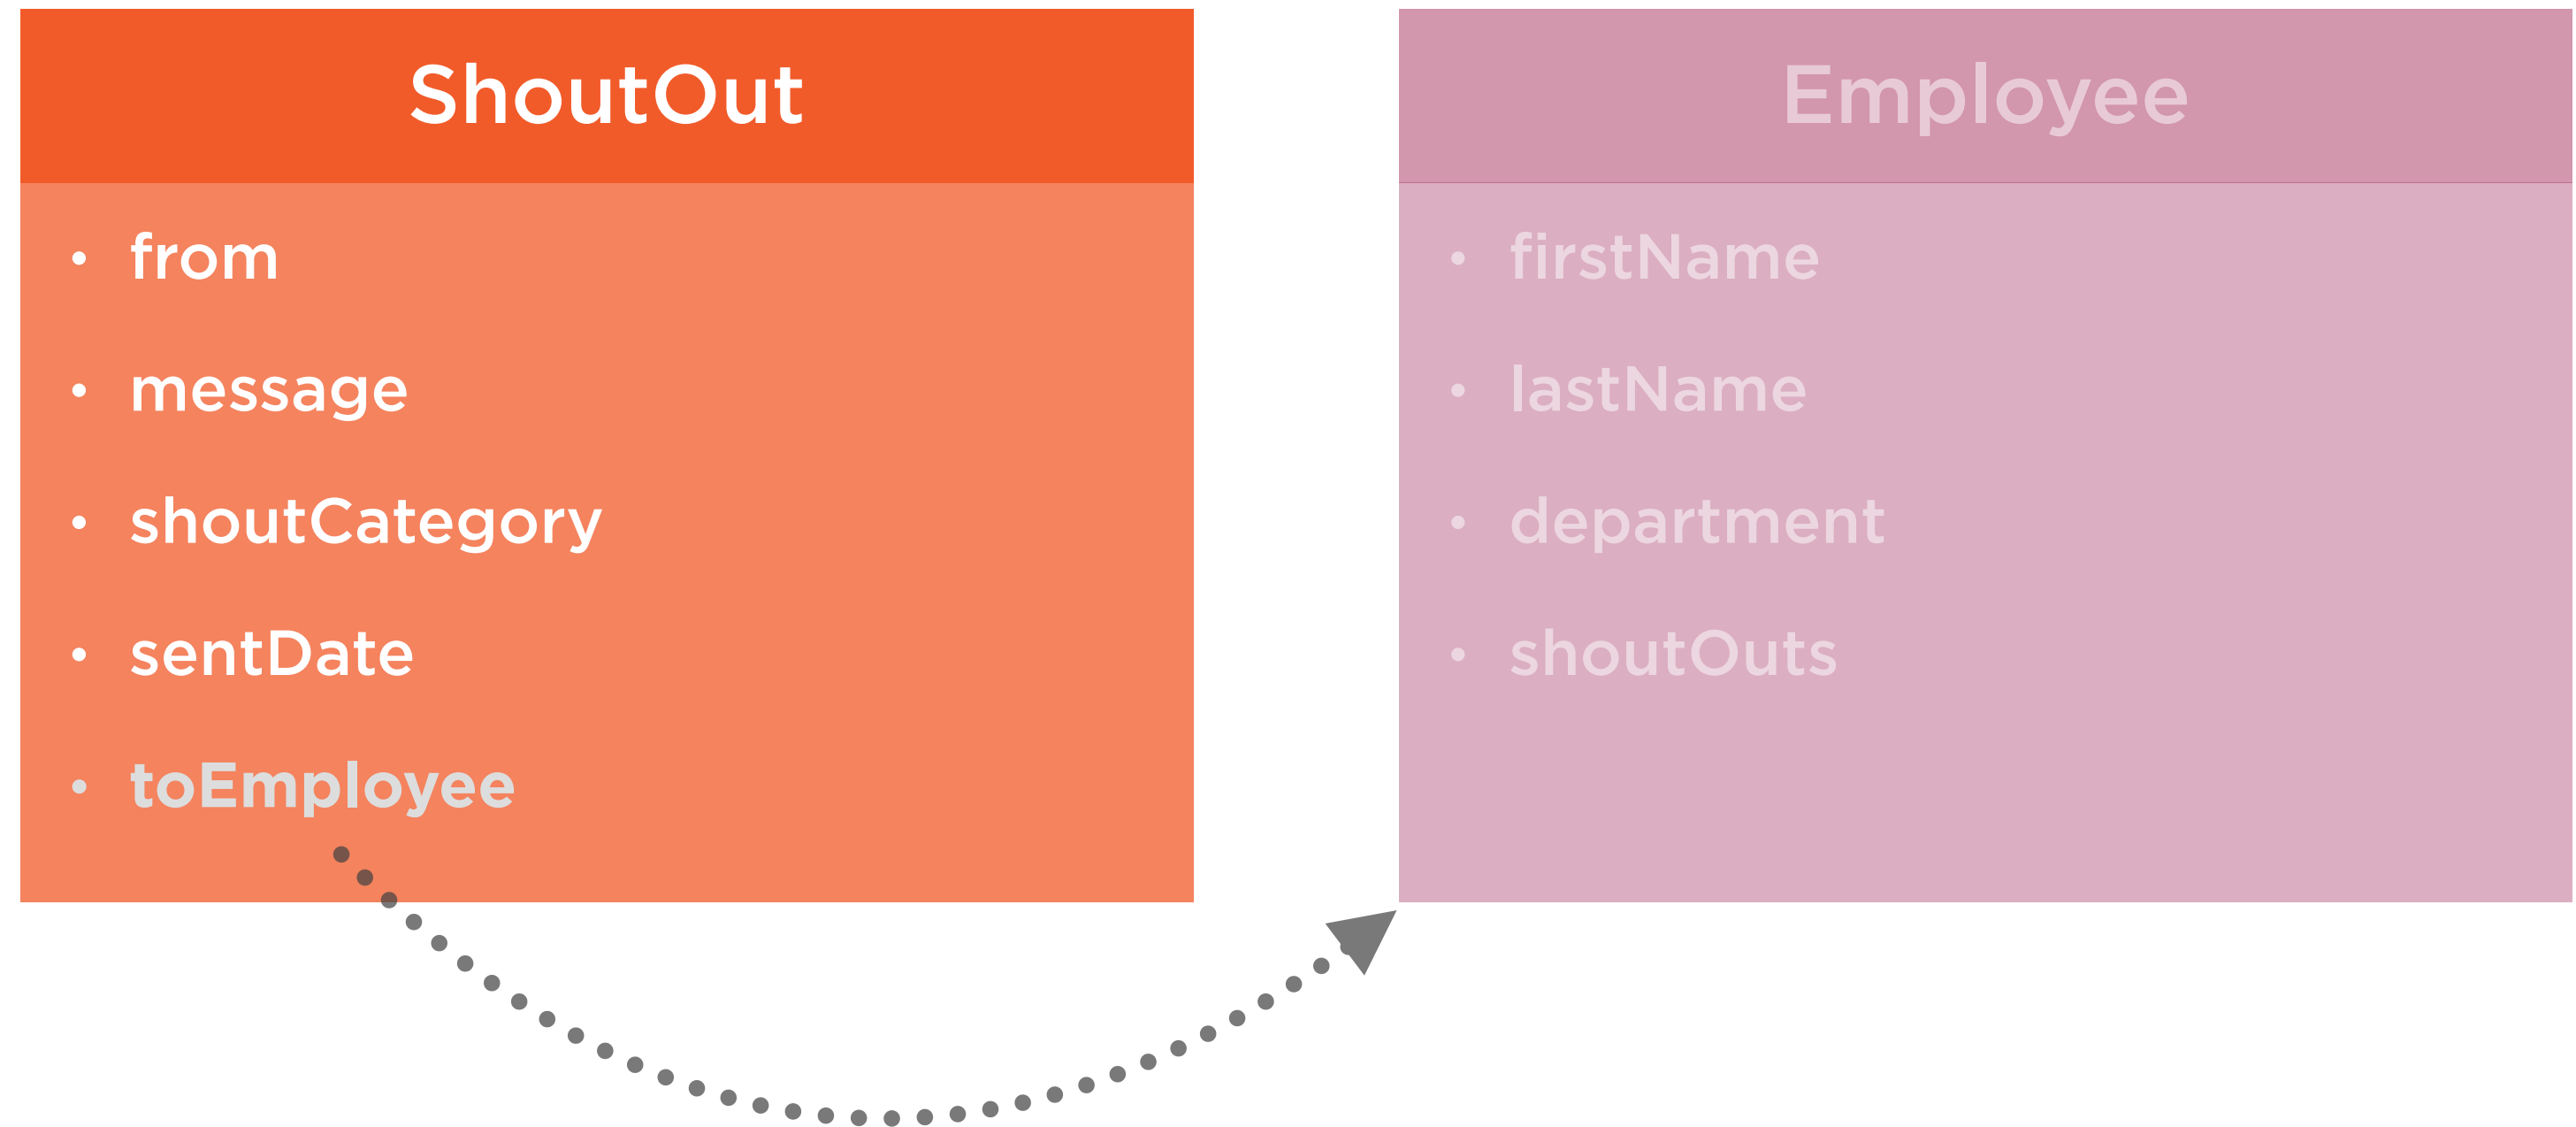 ShoutOut
• from
• message
• shoutCategory
• sentDate
• toEmployee
Employee
• firstName
• lastName
• department
• shoutOuts